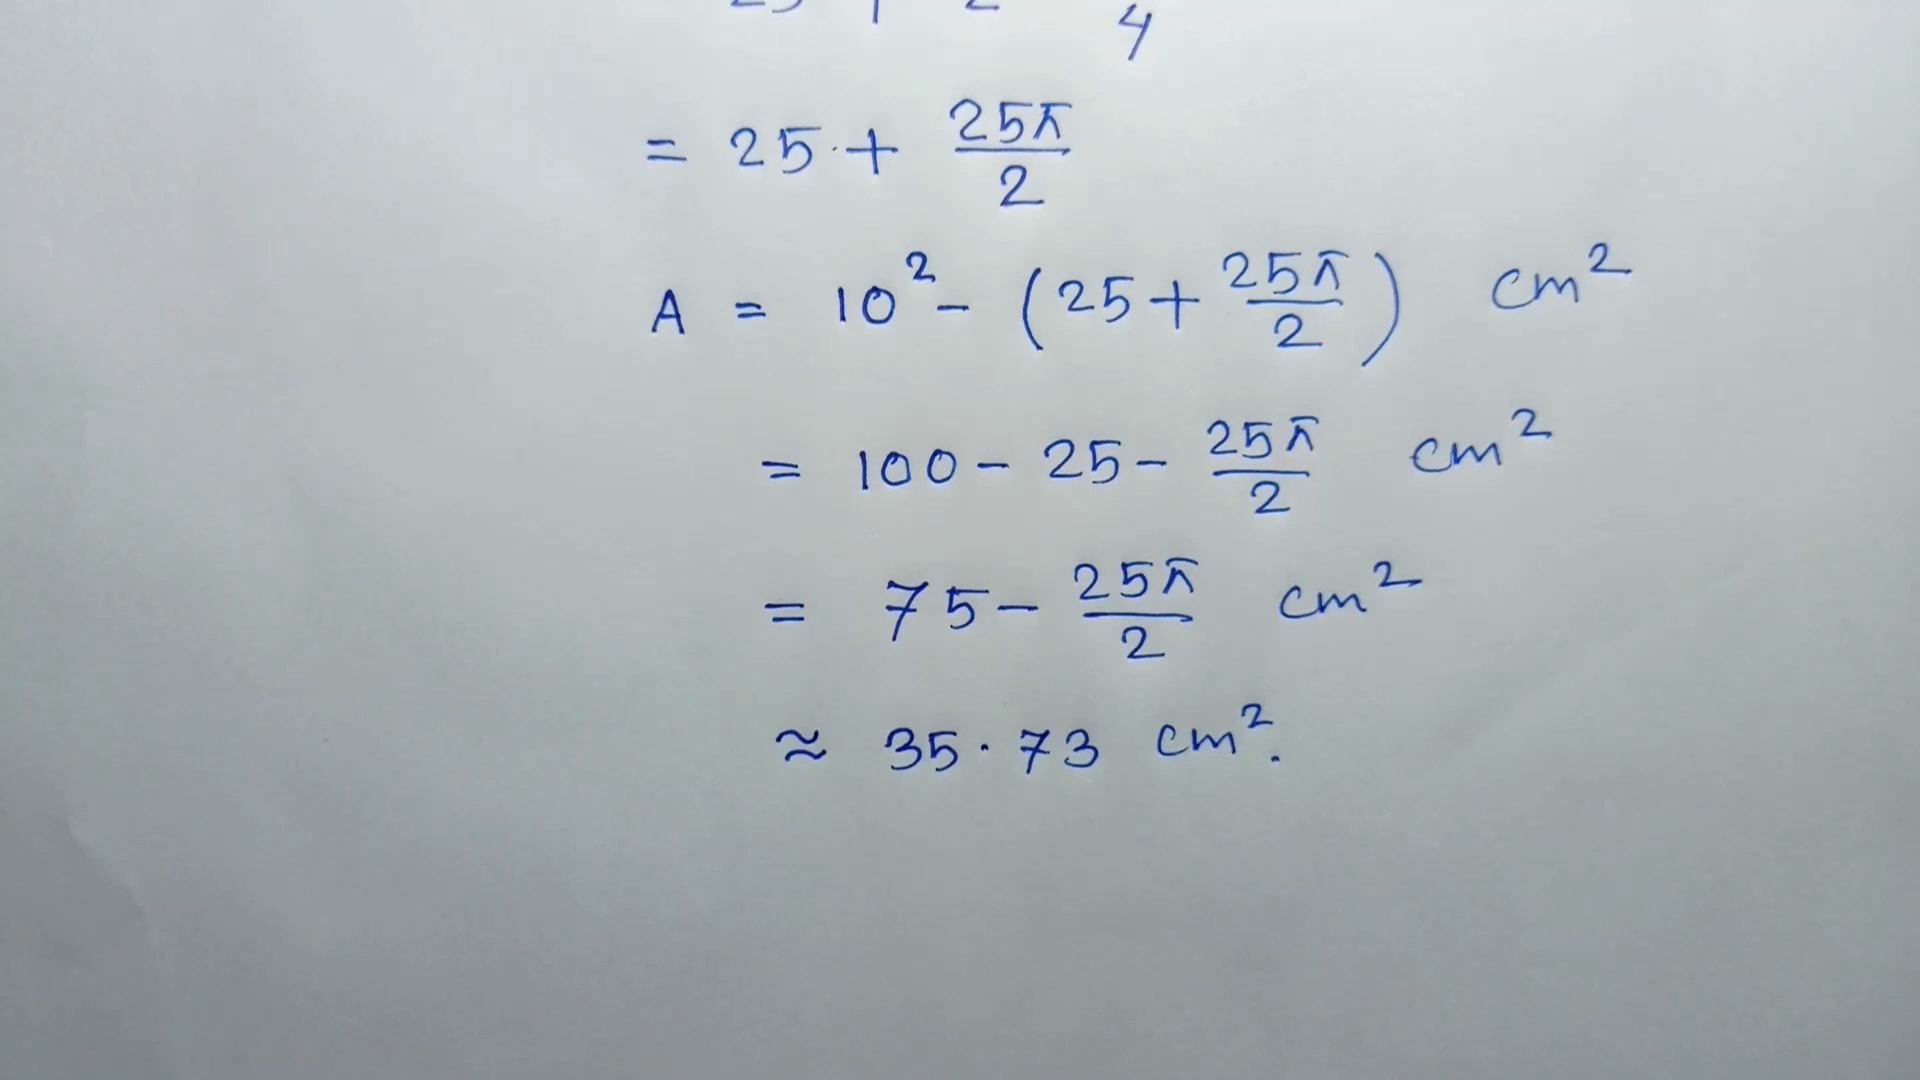 4
= 25 + 25π/2
A = 10² - (25 + 25π/2) cm²
= 100 - 25 - 25π/2 cm²
= 75 - 25π/2 cm²
≈ 35.73 cm².